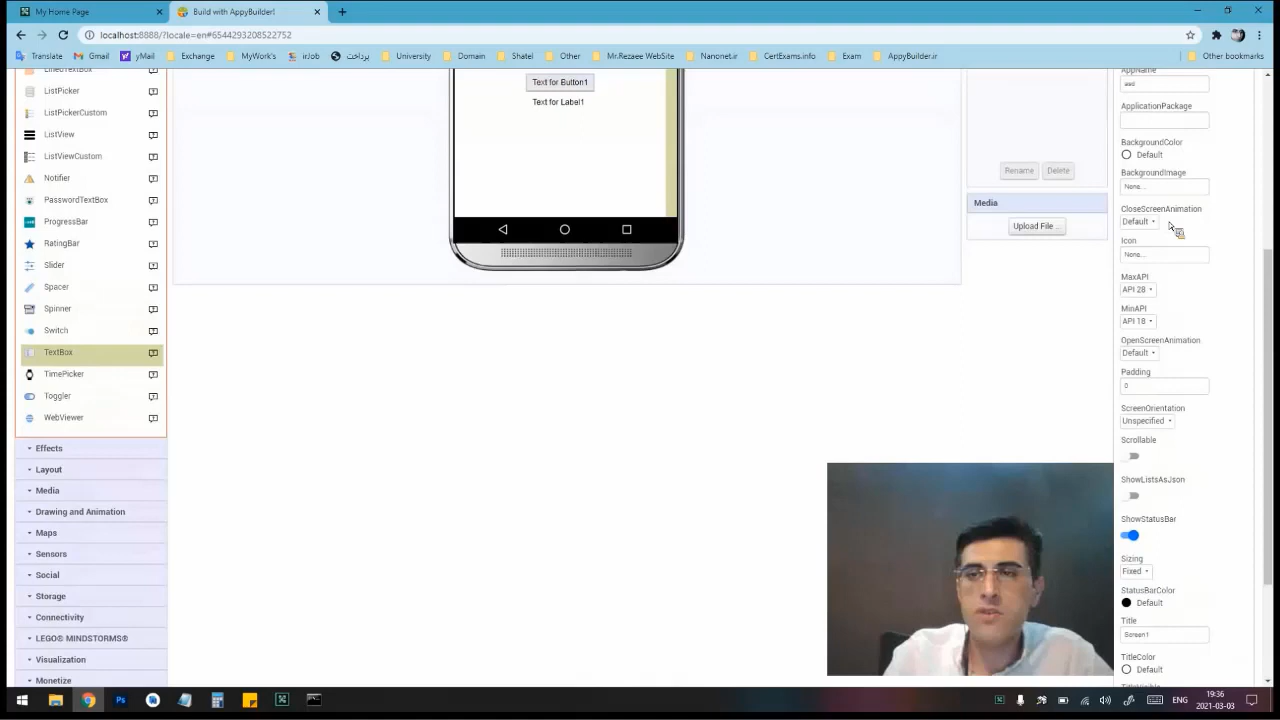 My Home Page
Build with AppyBuilder!
localhost:8888/?locale=en#6544293208522752
Translate
Gmail
yMail
Exchange
MyWork's
irJob
پرداخت
University
Domain
Shatel
Other
Mr.Rezaee WebSite
Nanonet.ir
CertExams.info
Exam
AppyBuilder.ir
Other bookmarks
LinedTextBox
ListPicker
ListPickerCustom
ListView
ListViewCustom
Notifier
PasswordTextBox
ProgressBar
RatingBar
Slider
Spacer
Spinner
Switch
TextBox
TimePicker
Toggler
WebViewer
Effects
Layout
Media
Drawing and Animation
Maps
Sensors
Social
Storage
Connectivity
LEGO® MINDSTORMS®
Visualization
Monetize
Text for Button1
Text for Label1
Rename
Delete
Media
Upload File ...
AppName
ApplicationPackage
BackgroundColor
Default
BackgroundImage
None...
CloseScreenAnimation
Default
Icon
None...
MaxAPI
API 28
MinAPI
API 18
OpenScreenAnimation
Default
Padding
0
ScreenOrientation
Unspecified
Scrollable
ShowListsAsJson
ShowStatusBar
Sizing
Fixed
StatusBarColor
Default
Title
Screen1
TitleColor
Default
TitleVisible
ENG
19:36
2021-03-03